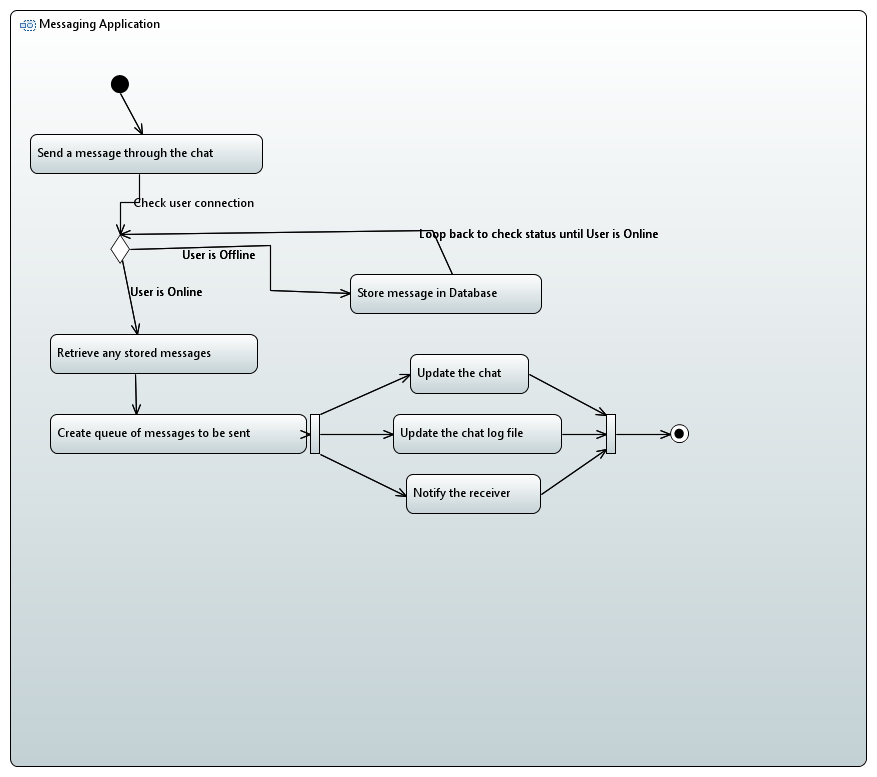 Messaging Application
Send a message through the chat
Check user connection
Loop back to check status until User is Online
User is Offline
User is Online
Store message in Database
Retrieve any stored messages
Update the chat
Create queue of messages to be sent
Update the chat log file
Notify the receiver